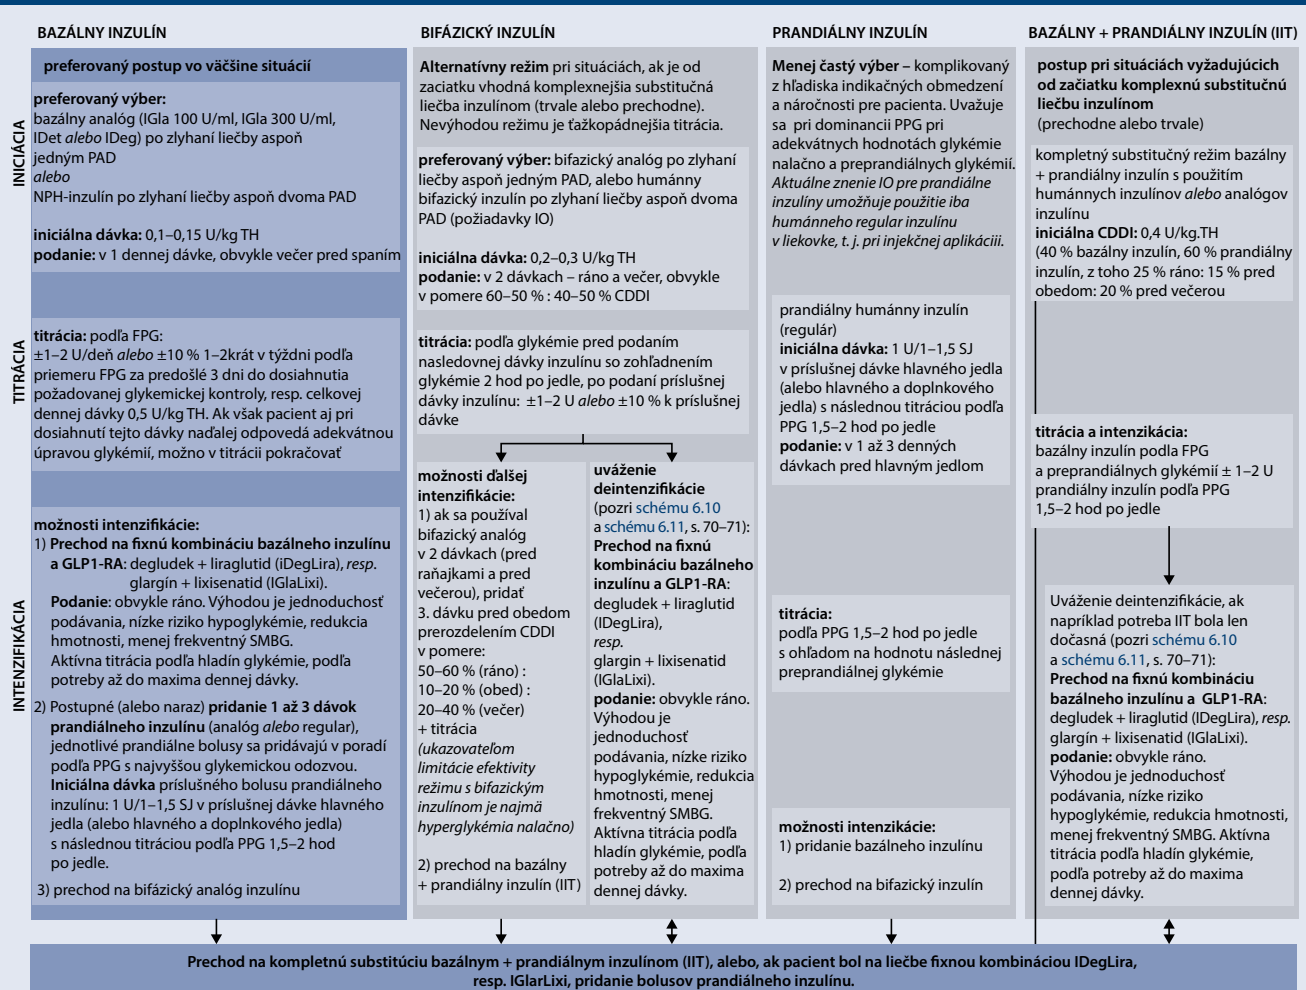 BAZÁLNY INZULÍN
preferovaný postup vo väčšine situácií
INICIÁCIA
preferovaný výber:
bazálny analóg (IGla 100 U/ml, IGla 300 U/ml,
IDet alebo IDeg) po zlyhaní liečby aspoň
jedným PAD
alebo
NPH-inzulín po zlyhaní liečby aspoň dvoma PAD
iniciálna dávka: 0,1–0,15 U/kg TH
podanie: v 1 dennej dávke, obvykle večer pred spaním
TITRÁCIA
titrácia: podľa FPG:
±1–2 U/deň alebo ±10 % 1–2krát v týždni podľa
priemeru FPG za predošlé 3 dni do dosiahnutia
požadovanej glykemickej kontroly, resp. celkovej
dennej dávky 0,5 U/kg TH. Ak však pacient aj pri
dosiahnutí tejto dávky naďalej odpovedá adekvátnou
úpravou glykémií, možno v titrácii pokračovať
INTENZIFIKÁCIA
možnosti intenzifikácie:
1) Prechod na fixnú kombináciu bazálneho inzulínu
a GLP1-RA: degludek + liraglutid (iDegLira), resp.
glargín + lixisenatid (IGlaLixi).
Podanie: obvykle ráno. Výhodou je jednoduchosť
podávania, nízke riziko hypoglykémie, redukcia
hmotnosti, menej frekventný SMBG.
Aktívna titrácia podľa hladín glykémie, podľa
potreby až do maxima dennej dávky.
2) Postupné (alebo naraz) pridanie 1 až 3 dávok
prandiálneho inzulínu (analóg alebo regular),
jednotlivé prandiálne bolusy sa pridávajú v poradí
podľa PPG s najvyššou glykemickou odozvou.
Iniciálna dávka príslušného bolusu prandiálneho
inzulínu: 1 U/1–1,5 SJ v príslušnej dávke hlavného
jedla (alebo hlavného a doplnkového jedla)
s následnou titráciou podľa PPG 1,5–2 hod
po jedle.
3) prechod na bifázický analóg inzulínu
BIFÁZICKÝ INZULÍN
Alternatívny režim pri situáciách, ak je od
zaciatku vhodná komplexnejšia substitučná
liečba inzulínom (trvale alebo prechodne).
Nevýhodou režimu je ťažkopádnejšia titrácia.
preferovaný výber: bifazický analóg po zlyhaní
liečby aspoň jedným PAD, alebo humánny
bifazický inzulín po zlyhaní liečby aspoň dvoma
PAD (požiadavky IO)
iniciálna dávka: 0,2–0,3 U/kg TH
podanie: v 2 dávkach – ráno a večer, obvykle
v pomere 60–50 % : 40–50 % CDDI
titrácia: podľa glykémie pred podaním
nasledovnej dávky inzulínu so zohľadnením
glykémie 2 hod po jedle, po podaní príslušnej
dávky inzulínu: ±1–2 U alebo ±10 % k príslušnej
dávke
možnosti ďalšej
intenzifikácie:
1) ak sa používal
bifazický analóg
v 2 dávkach (pred
raňajkami a pred
večerou), pridať
3. dávku pred obedom
prerozdelením CDDI
v pomere:
50–60 % (ráno) :
10–20 % (obed) :
20–40 % (večer)
+ titrácia
(ukazovateľom
limitácie efektivity
režimu s bifazickým
inzulínom je najmä
hyperglykémia nalačno)
2) prechod na bazálny
+ prandiálny inzulín (IIT)
uváženie
deintenzifikácie
(pozri schému 6.10
a schému 6.11, s. 70–71):
Prechod na fixnú
kombináciu bazálneho
inzulínu a GLP1-RA:
degludek + liraglutid
(IDegLira),
resp.
glargin + lixisenatid
(IGlaLixi).
podanie: obvykle ráno.
Výhodou je
jednoduchosť
podávania, nízke riziko
hypoglykémie, redukcia
hmotnosti, menej
frekventný SMBG.
Aktívna titrácia podľa
hladín glykémie, podľa
potreby až do maxima
dennej dávky.
PRANDIÁLNY INZULÍN
Menej častý výber – komplikovaný
z hľadiska indikačných obmedzení
a náročnosti pre pacienta. Uvažuje
sa pri dominancii PPG pri
adekvátnych hodnotách glykémie
nalačno a preprandiálnych glykémií.
Aktuálne znenie IO pre prandiálne
inzulíny umožňuje použitie iba
humánneho regular inzulínu
v liekovke, t. j. pri injekčnej aplikáciii.
prandiálny humánny inzulín
(regulár)
iniciálna dávka: 1 U/1–1,5 SJ
v príslušnej dávke hlavného jedla
(alebo hlavného a doplnkového
jedla) s následnou titráciou podľa
PPG 1,5–2 hod po jedle
podanie: v 1 až 3 denných
dávkach pred hlavným jedlom
titrácia:
podľa PPG 1,5–2 hod po jedle
s ohľadom na hodnotu následnej
preprandiálnej glykémie
možnosti intenzikácie:
1) pridanie bazálneho inzulínu
2) prechod na bifazický inzulín
BAZÁLNY + PRANDIÁLNY INZULÍN (IIT)
postup pri situáciách vyžadujúcich
od začiatku komplexnú substitučnú
liečbu inzulínom
(prechodne alebo trvale)
kompletný substitučný režim bazálny
+ prandiálny inzulín s použitím
humánnych inzulínov alebo analógov
inzulínu
iniciálna CDDI: 0,4 U/kg.TH
(40 % bazálny inzulín, 60 % prandiálny
inzulín, z toho 25 % ráno: 15 % pred
obedom: 20 % pred večerou
titrácia a intenzikácia:
bazálny inzulín podla FPG
a preprandiálnych glykémií ± 1–2 U
prandiálny inzulín podľa PPG
1,5–2 hod po jedle
Uváženie deintenzifikácie, ak
napríklad potreba IIT bola len
dočasná (pozri schému 6.10
a schému 6.11, s. 70–71):
Prechod na fixnú kombináciu
bazálneho inzulínu a GLP1-RA:
degludek + liraglutid (IDegLira), resp.
glargín + lixisenatid (IGlaLixi).
podanie: obvykle ráno.
Výhodou je jednoduchosť
podávania, nízke riziko
hypoglykémie, redukcia hmotnosti,
menej frekventný SMBG. Aktívna
titrácia podľa hladín glykémie,
podľa potreby až do maxima
dennej dávky.
Prechod na kompletnú substitúciu bazálnym + prandiálnym inzulínom (IIT), alebo, ak pacient bol na liečbe fixnou kombináciou IDegLira,
resp. IGlarLixi, pridanie bolusov prandiálneho inzulínu.